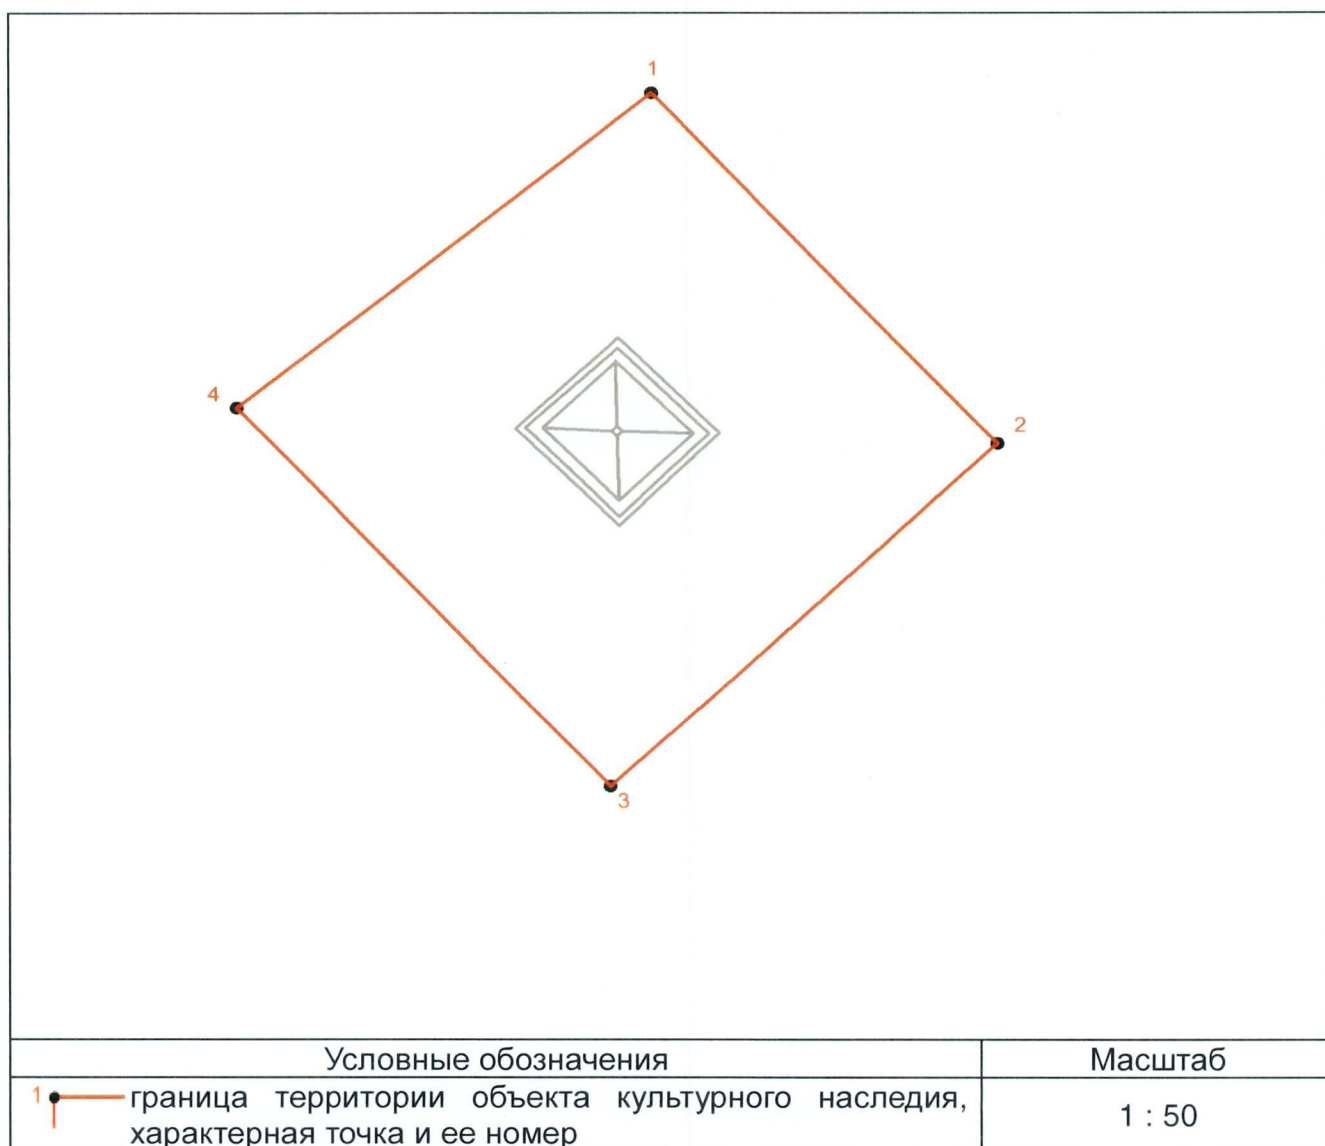 1
4
2
3
Условные обозначения
Масштаб
1
граница территории объекта культурного наследия,
характерная точка и ее номер
1 : 50